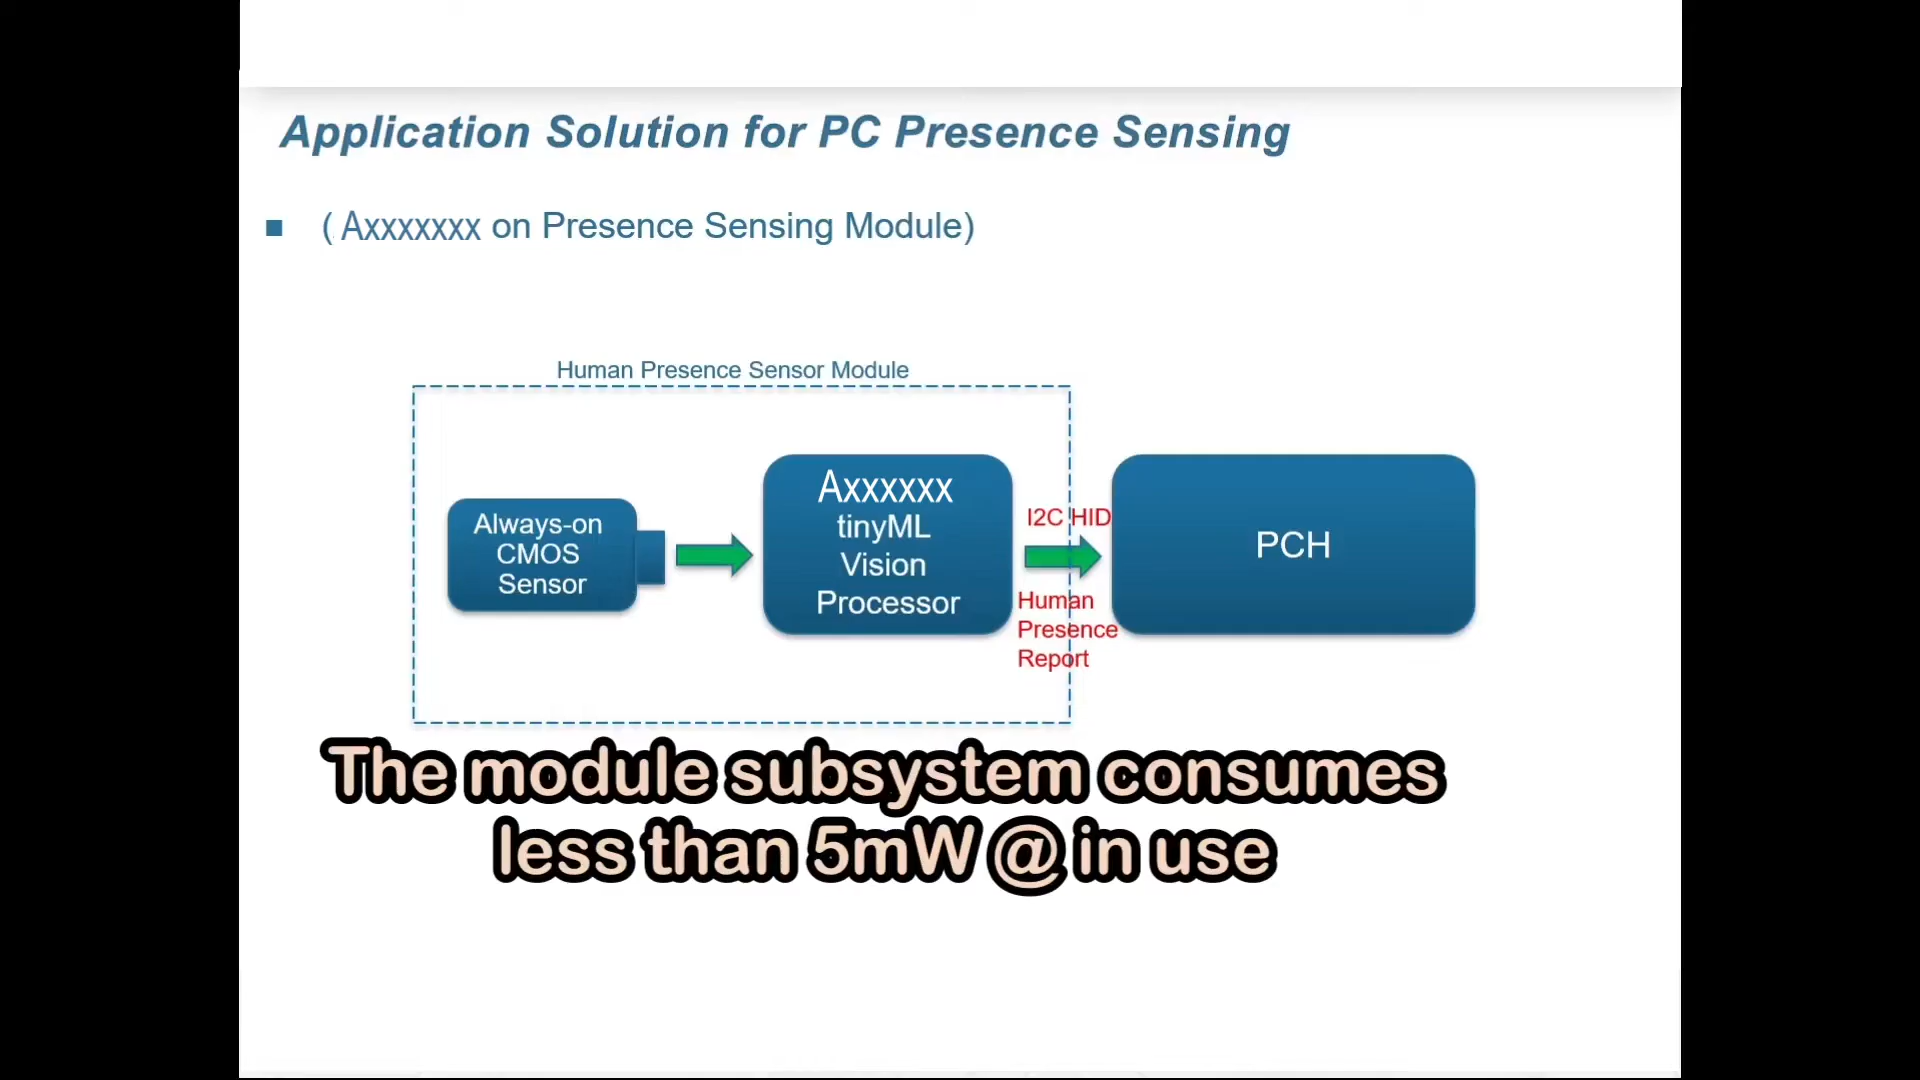 Application Solution for PC Presence Sensing
■ (Axxxxxxx on Presence Sensing Module)
Human Presence Sensor Module
Always-on
CMOS
Sensor
Axxxxxx
tinyML
Vision
Processor
I2C HID
Human
Presence
Report
PCH
The module subsystem consumes
less than 5mW @ in use